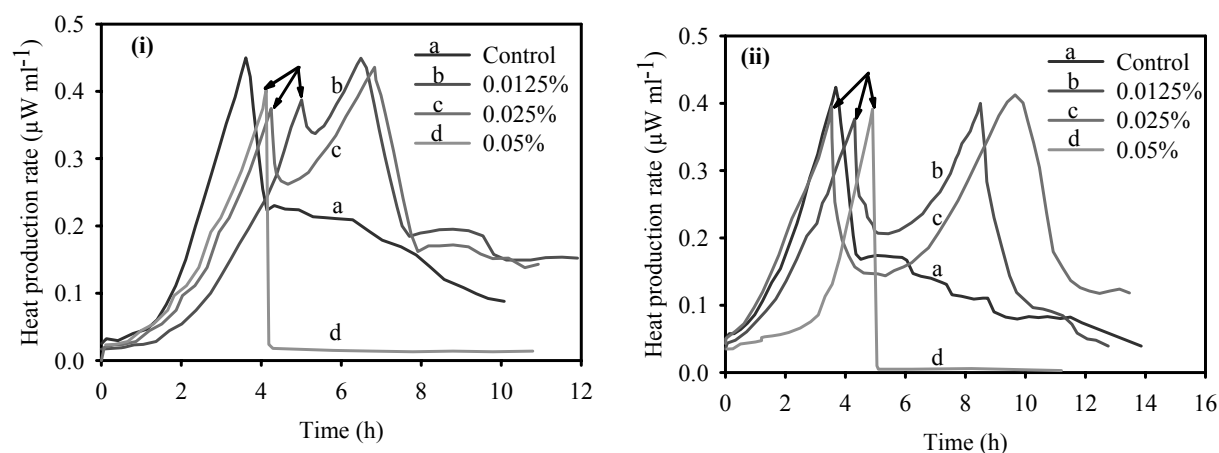 (i)
Heat production rate (µW ml⁻¹)
0.5
0.4
0.3
0.2
0.1
0.0
a Control
b 0.0125%
c 0.025%
d 0.05%
b
c
a
d
0 2 4 6 8 10 12
Time (h)
(ii)
Heat production rate (µW ml⁻¹)
0.5
0.4
0.3
0.2
0.1
0.0
a Control
b 0.0125%
c 0.025%
d 0.05%
b
c
a
d
0 2 4 6 8 10 12 14 16
Time (h)